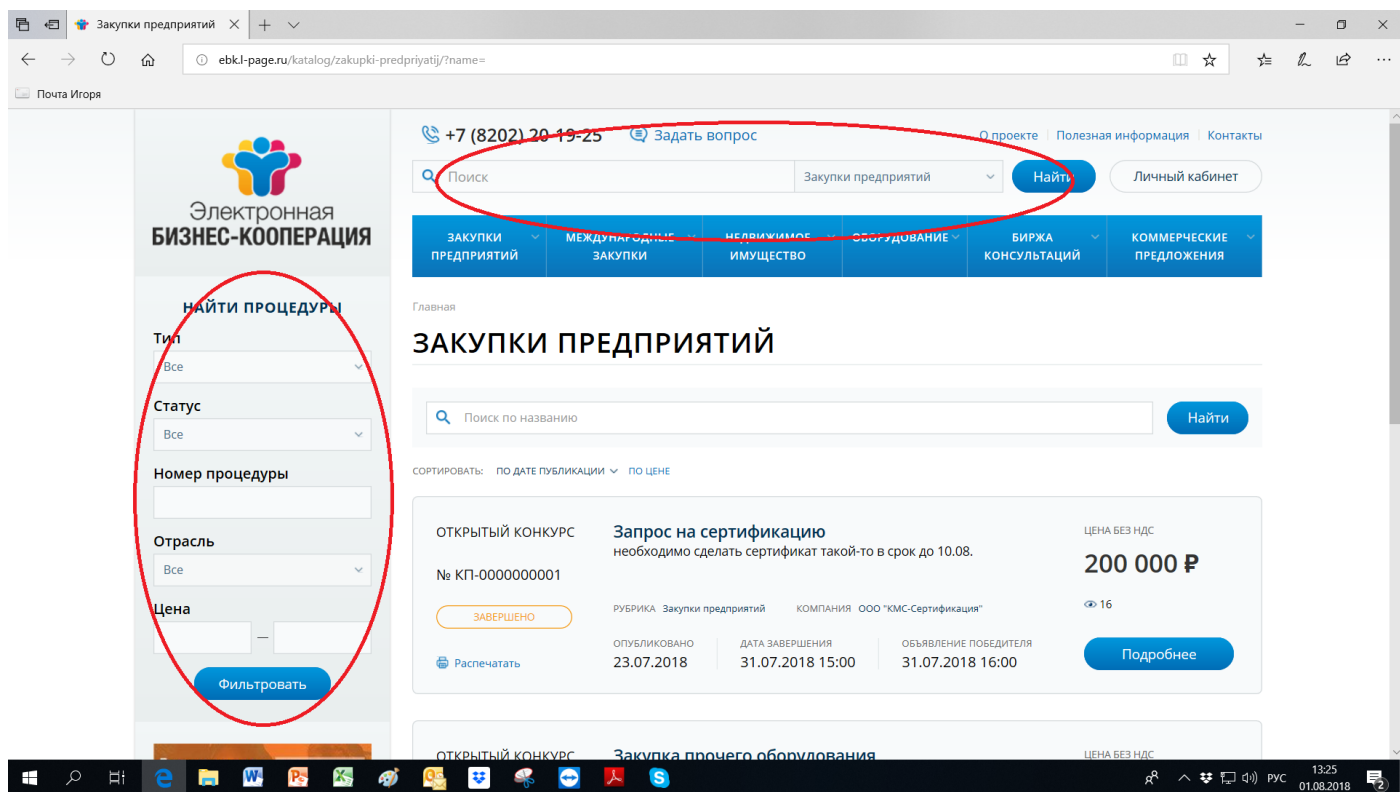 Закупки предприятий
ebk.l-page.ru/katalog/zakupki-predpriyatij/?name=
Почта Игоря
Электронная
БИЗНЕС-КООПЕРАЦИЯ
+7 (8202) 20-19-25 Задать вопрос О проекте Полезная информация Контакты
Поиск Закупки предприятий Найти Личный кабинет
ЗАКУПКИ ПРЕДПРИЯТИЙ
МЕЖДУНАРОДНЫЕ ЗАКУПКИ
НЕДВИЖИМОЕ ИМУЩЕСТВО
ОБОРУДОВАНИЕ
БИРЖА КОНСУЛЬТАЦИЙ
КОММЕРЧЕСКИЕ ПРЕДЛОЖЕНИЯ
НАЙТИ ПРОЦЕДУРЫ
Тип
Все
Статус
Все
Номер процедуры
Отрасль
Все
Цена
—
Фильтровать
Главная
ЗАКУПКИ ПРЕДПРИЯТИЙ
Поиск по названию Найти
СОРТИРОВАТЬ: ПО ДАТЕ ПУБЛИКАЦИИ ПО ЦЕНЕ
ОТКРЫТЫЙ КОНКУРС
№ КП-0000000001
ЗАВЕРШЕНО
Распечатать
Запрос на сертификацию
необходимо сделать сертификат такой-то в срок до 10.08.
РУБРИКА Закупки предприятий КОМПАНИЯ ООО "КМС-Сертификация"
ОПУБЛИКОВАНО ДАТА ЗАВЕРШЕНИЯ ОБЪЯВЛЕНИЕ ПОБЕДИТЕЛЯ
23.07.2018 31.07.2018 15:00 31.07.2018 16:00
ЦЕНА БЕЗ НДС
200 000 ₽
16
Подробнее
ОТКРЫТЫЙ КОНКУРС Закупка прочего оборудования ЦЕНА БЕЗ НДС
РУС
13:25
01.08.2018
2